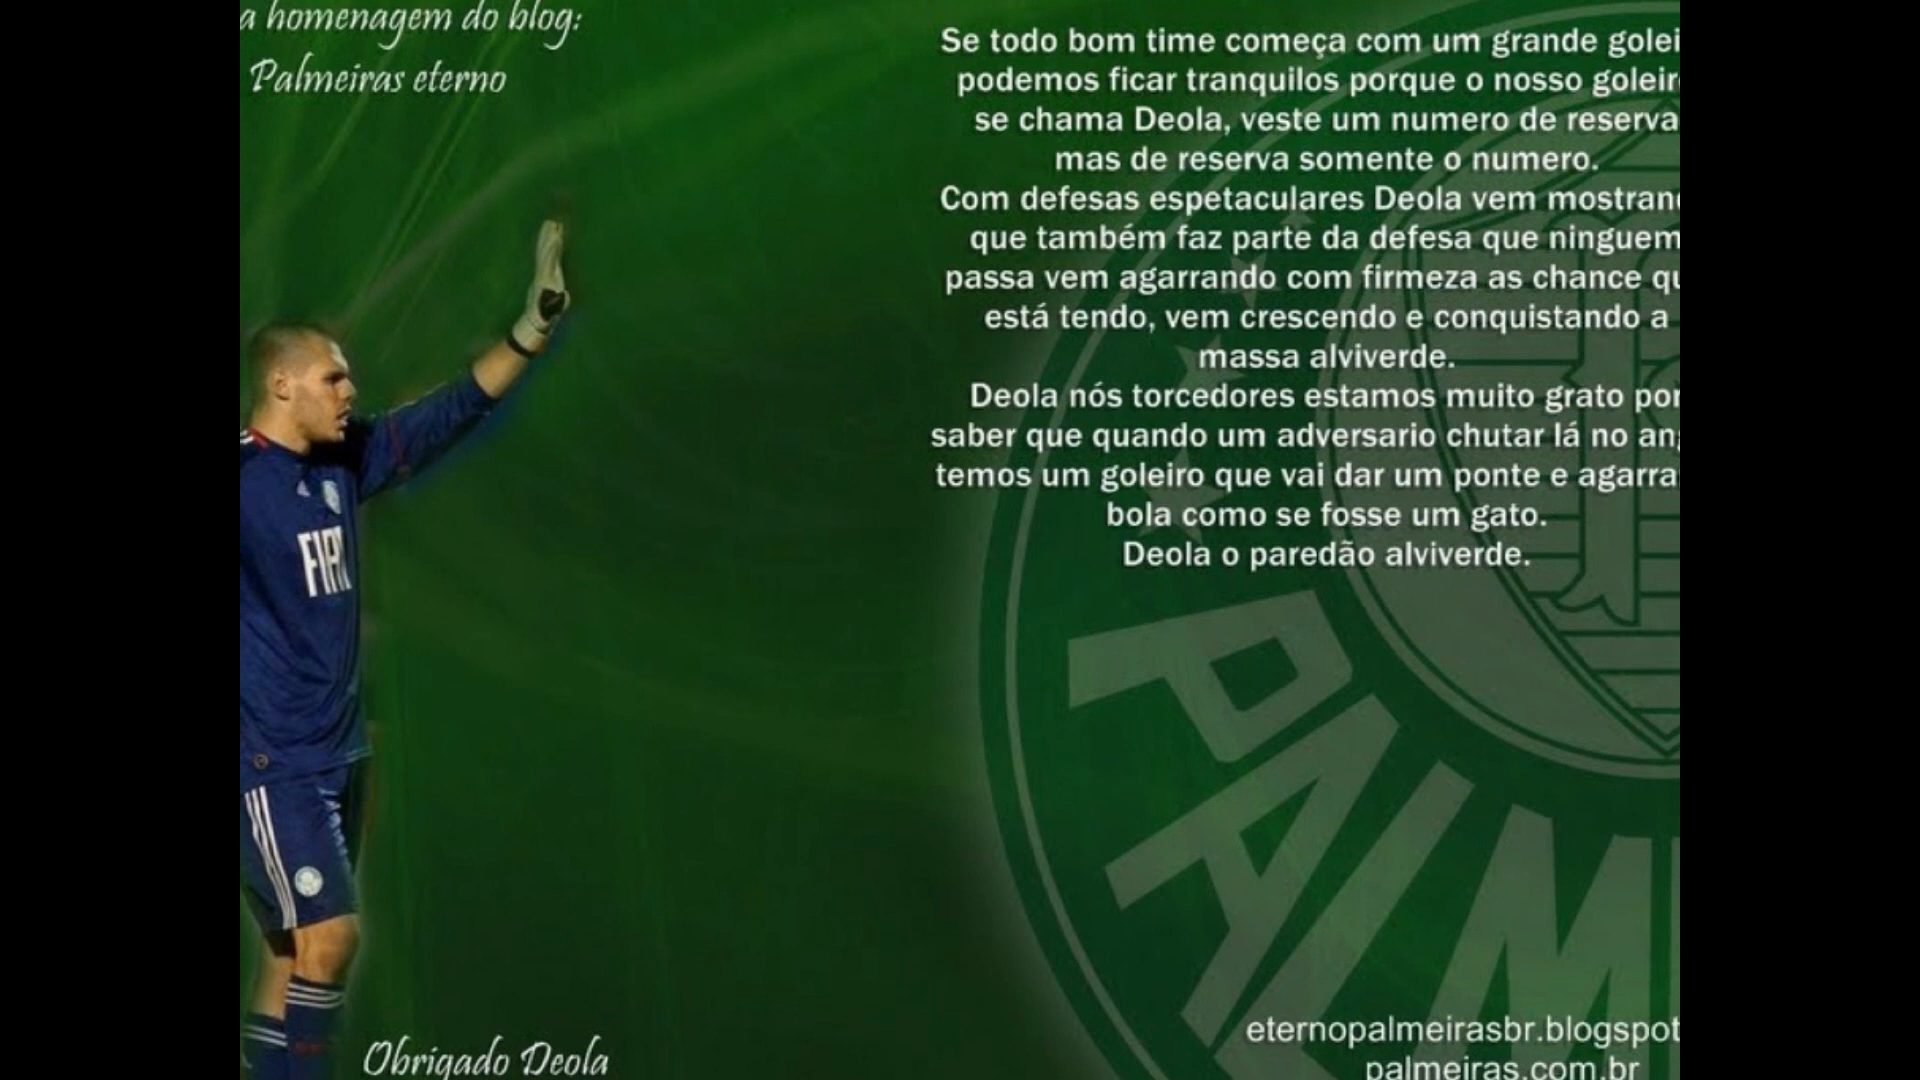 a homenagem do blog:
Palmeiras eterno
Se todo bom time começa com um grande golei
podemos ficar tranquilos porque o nosso goleir
se chama Deola, veste um numero de reserva
mas de reserva somente o numero.
Com defesas espetaculares Deola vem mostran
que também faz parte da defesa que ninguem
passa vem agarrando com firmeza as chance qu
está tendo, vem crescendo e conquistando a
massa alviverde.
Deola nós torcedores estamos muito grato por
saber que quando um adversario chutar lá no an
temos um goleiro que vai dar um ponte e agarra
bola como se fosse um gato.
Deola o paredão alviverde.
FIAT
PALM
Obrigado Deola
eternopalmeirasbr.blogspot
palmeiras.com.br